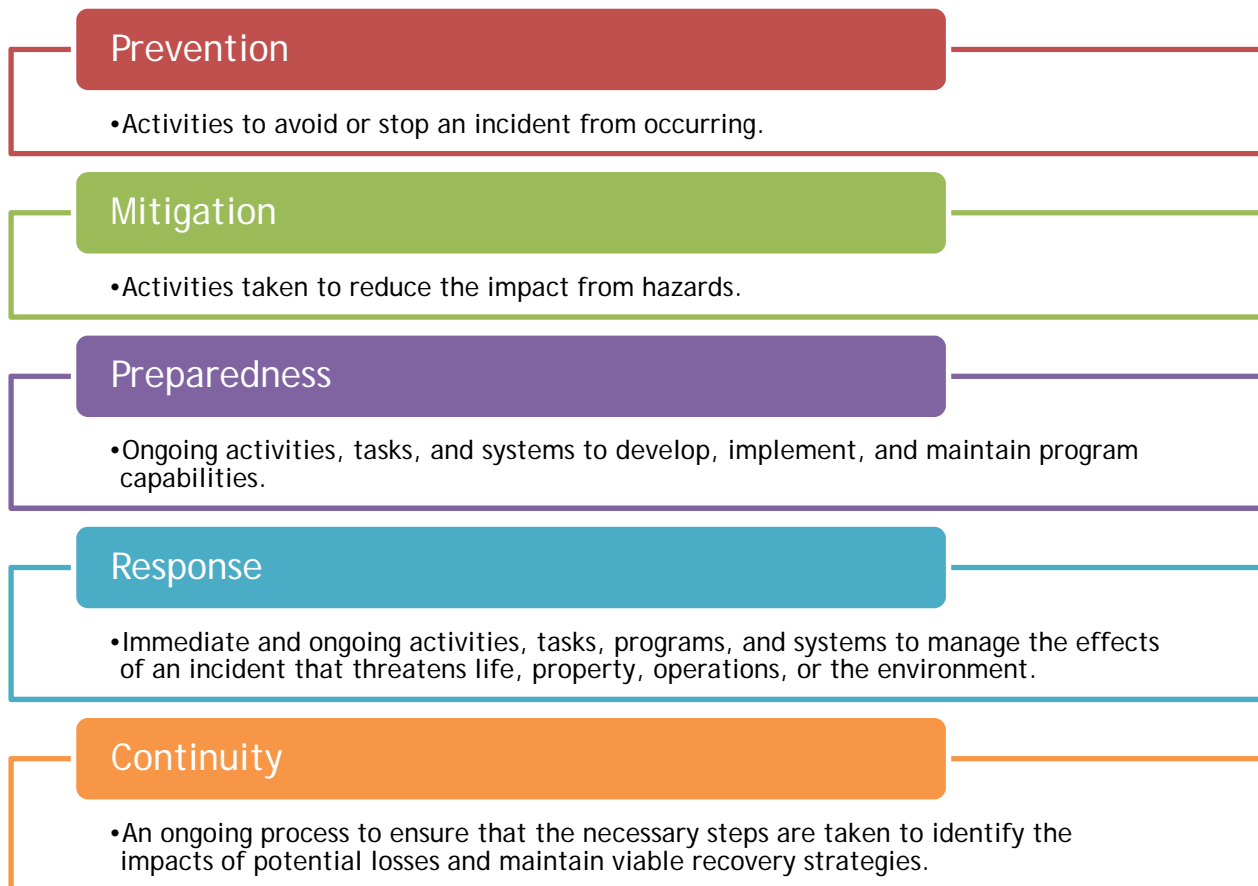 Prevention
•Activities to avoid or stop an incident from occurring.
Mitigation
•Activities taken to reduce the impact from hazards.
Preparedness
•Ongoing activities, tasks, and systems to develop, implement, and maintain program
capabilities.
Response
•Immediate and ongoing activities, tasks, programs, and systems to manage the effects
of an incident that threatens life, property, operations, or the environment.
Continuity
•An ongoing process to ensure that the necessary steps are taken to identify the
impacts of potential losses and maintain viable recovery strategies.